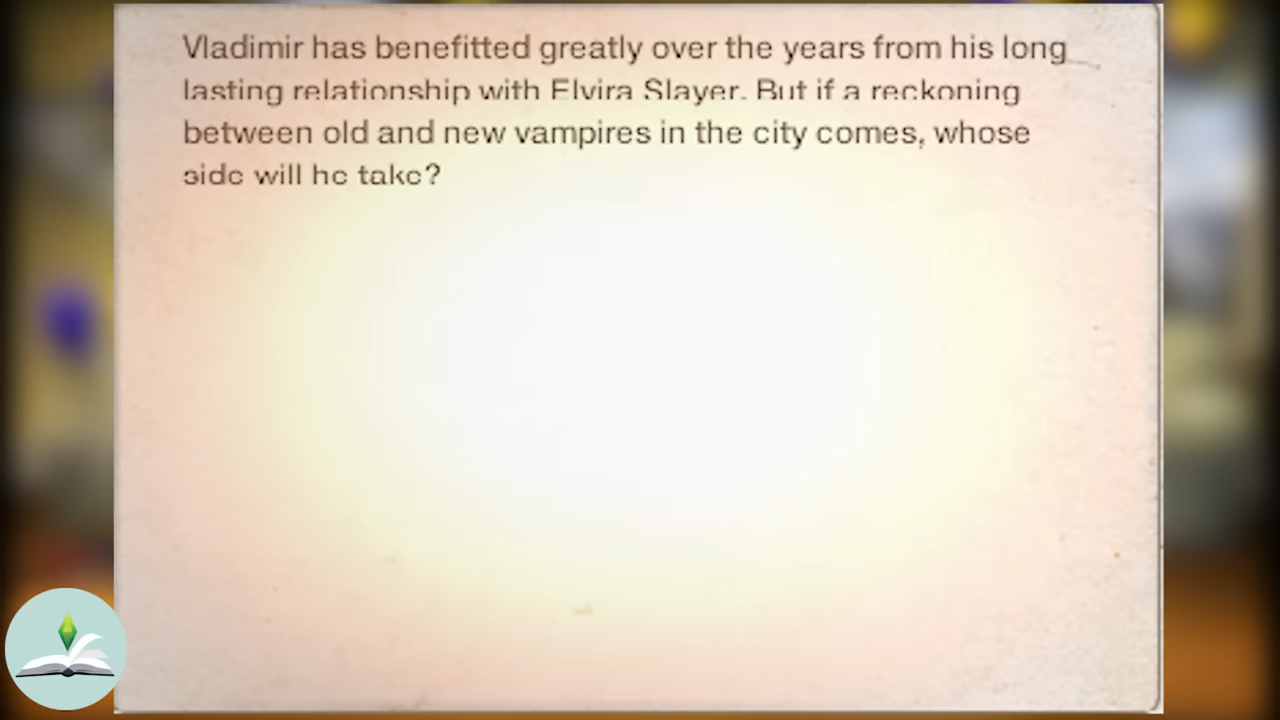 Vladimir has benefitted greatly over the years from his long
lasting relationship with Elvira Slayer. But if a reckoning
between old and new vampires in the city comes, whose
side will he take?